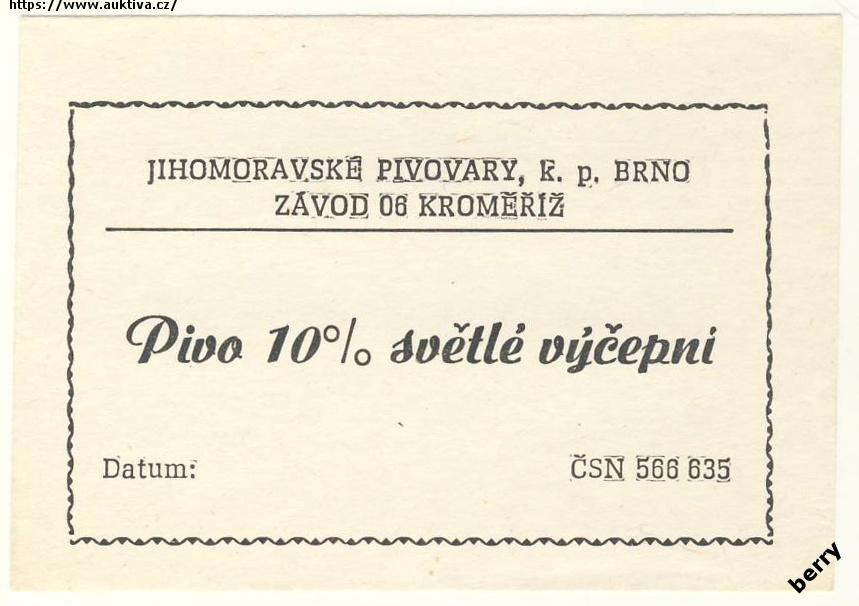 https://www.auktiva.cz/
JIHOMORAVSKÉ PIVOVARY, k. p. BRNO
ZÁVOD 06 KROMĚŘÍŽ
Pivo 10% světlé výčepní
Datum:
ČSN 566 635
berry